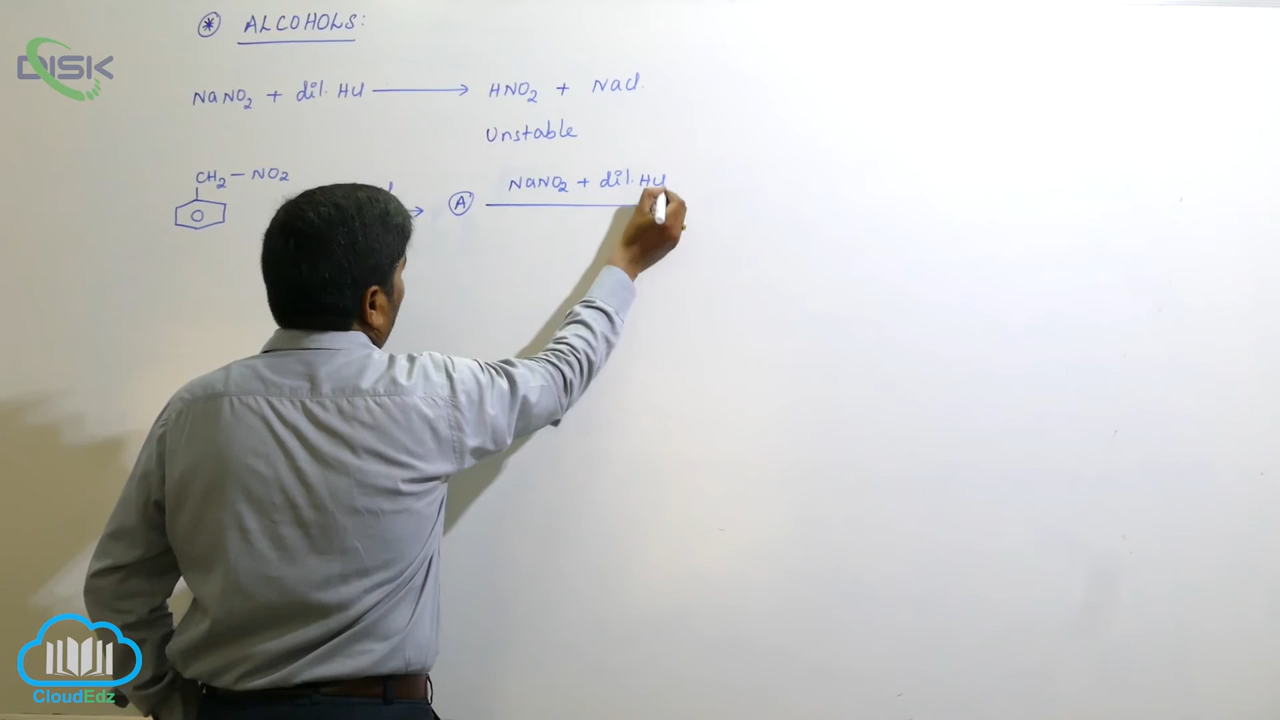 DISK
* ALCOHOLS:
NaNO2 + dil. HCl ⟶ HNO2 + NaCl.
Unstable
CH2 — NO2
NaNO2 + dil. HCl
A
CloudEdz